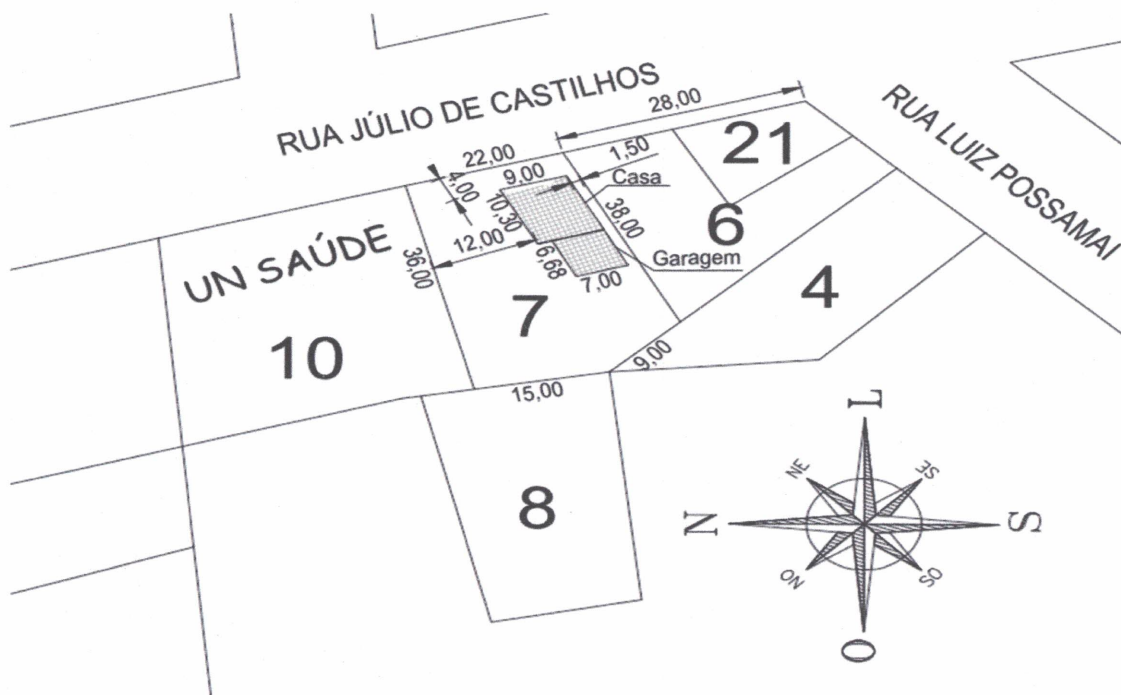 RUA JÚLIO DE CASTILHOS
28,00
RUA LUIZ POSSAMAI
21
22,00
1,50
9,00
Casa
4,00
10,30
38,00
6
UN SAÚDE
36,00
12,00
6,68
Garagem
7,00
4
7
10
9,00
15,00
8
L
NE
SE
N
S
NO
SO
O